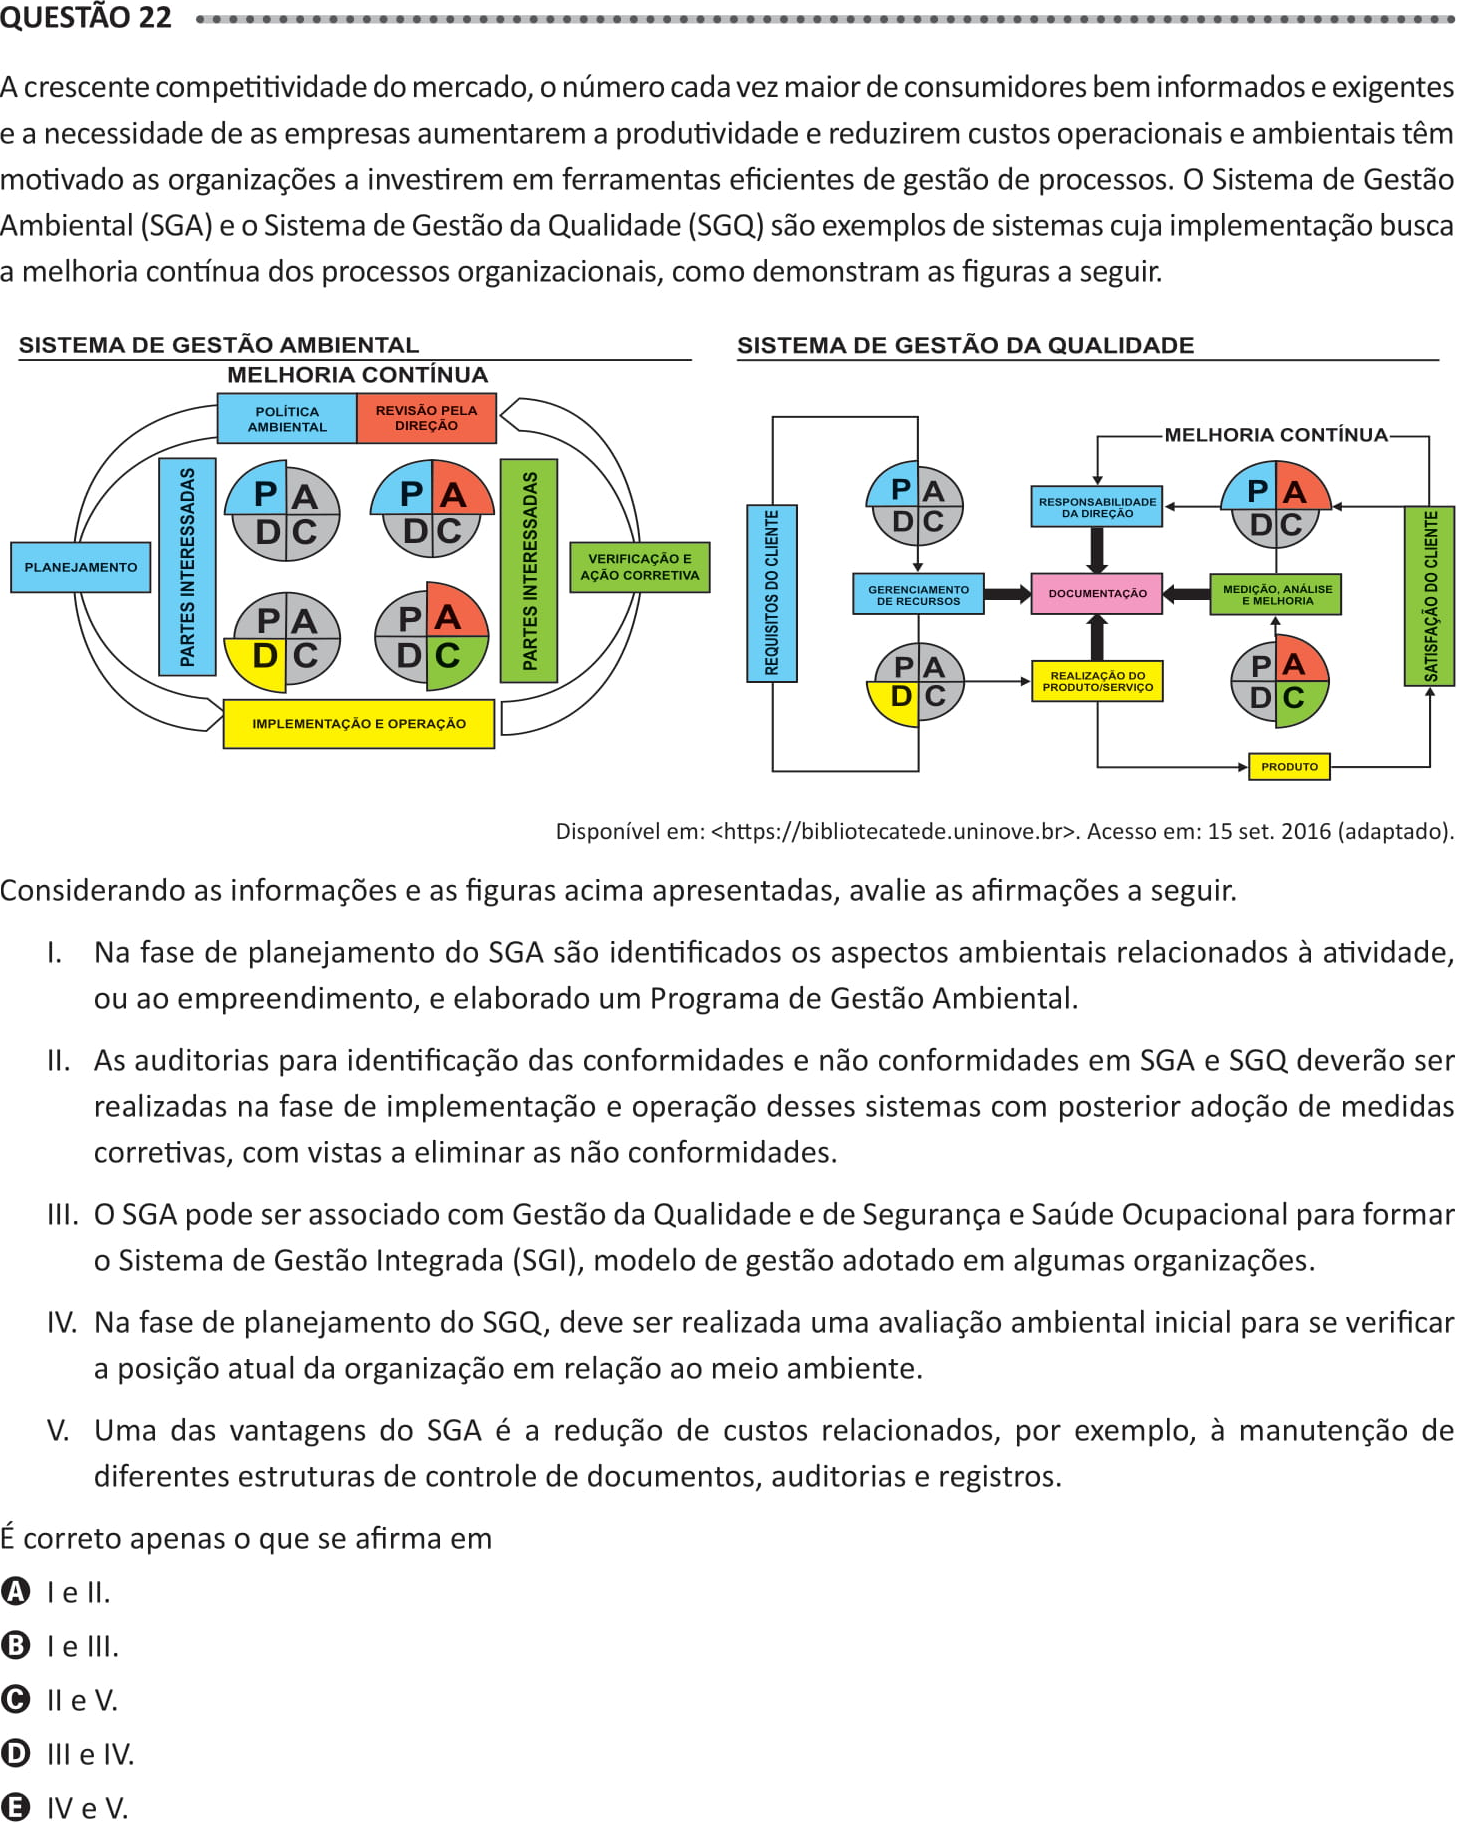 QUESTÃO 22
A crescente competitividade do mercado, o número cada vez maior de consumidores bem informados e exigentes
e a necessidade de as empresas aumentarem a produtividade e reduzirem custos operacionais e ambientais têm
motivado as organizações a investirem em ferramentas eficientes de gestão de processos. O Sistema de Gestão
Ambiental (SGA) e o Sistema de Gestão da Qualidade (SGQ) são exemplos de sistemas cuja implementação busca
a melhoria contínua dos processos organizacionais, como demonstram as figuras a seguir.
SISTEMA DE GESTÃO AMBIENTAL
MELHORIA CONTÍNUA
POLÍTICA
AMBIENTAL
REVISÃO PELA
DIREÇÃO
PARTES INTERESSADAS
P A
D C
P A
D C
PARTES INTERESSADAS
PLANEJAMENTO
VERIFICAÇÃO E
AÇÃO CORRETIVA
P A
D C
P A
D C
IMPLEMENTAÇÃO E OPERAÇÃO
SISTEMA DE GESTÃO DA QUALIDADE
MELHORIA CONTÍNUA
REQUISITOS DO CLIENTE
P A
D C
RESPONSABILIDADE
DA DIREÇÃO
P A
D C
SATISFAÇÃO DO CLIENTE
GERENCIAMENTO
DE RECURSOS
DOCUMENTAÇÃO
MEDIÇÃO, ANÁLISE
E MELHORIA
P A
D C
REALIZAÇÃO DO
PRODUTO/SERVIÇO
P A
D C
PRODUTO
Disponível em: <https://bibliotecatede.uninove.br>. Acesso em: 15 set. 2016 (adaptado).
Considerando as informações e as figuras acima apresentadas, avalie as afirmações a seguir.
I. Na fase de planejamento do SGA são identificados os aspectos ambientais relacionados à atividade,
ou ao empreendimento, e elaborado um Programa de Gestão Ambiental.
II. As auditorias para identificação das conformidades e não conformidades em SGA e SGQ deverão ser
realizadas na fase de implementação e operação desses sistemas com posterior adoção de medidas
corretivas, com vistas a eliminar as não conformidades.
III. O SGA pode ser associado com Gestão da Qualidade e de Segurança e Saúde Ocupacional para formar
o Sistema de Gestão Integrada (SGI), modelo de gestão adotado em algumas organizações.
IV. Na fase de planejamento do SGQ, deve ser realizada uma avaliação ambiental inicial para se verificar
a posição atual da organização em relação ao meio ambiente.
V. Uma das vantagens do SGA é a redução de custos relacionados, por exemplo, à manutenção de
diferentes estruturas de controle de documentos, auditorias e registros.
É correto apenas o que se afirma em
A I e II.
B I e III.
C II e V.
D III e IV.
E IV e V.